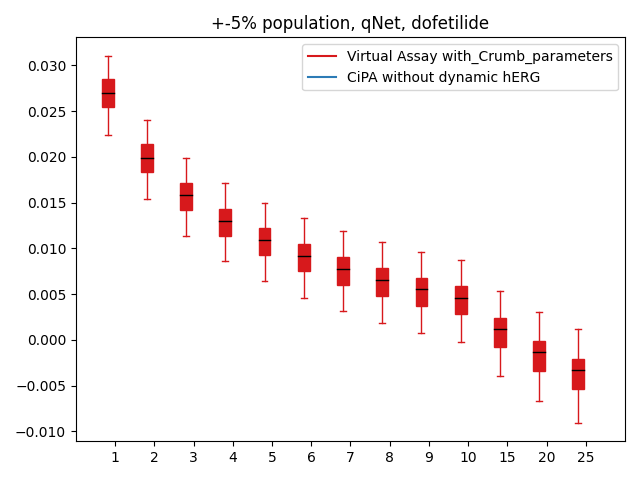 +-5% population, qNet, dofetilide
Virtual Assay with_Crumb_parameters
CiPA without dynamic hERG
0.030
0.025
0.020
0.015
0.010
0.005
0.000
−0.005
−0.010
1 2 3 4 5 6 7 8 9 10 15 20 25